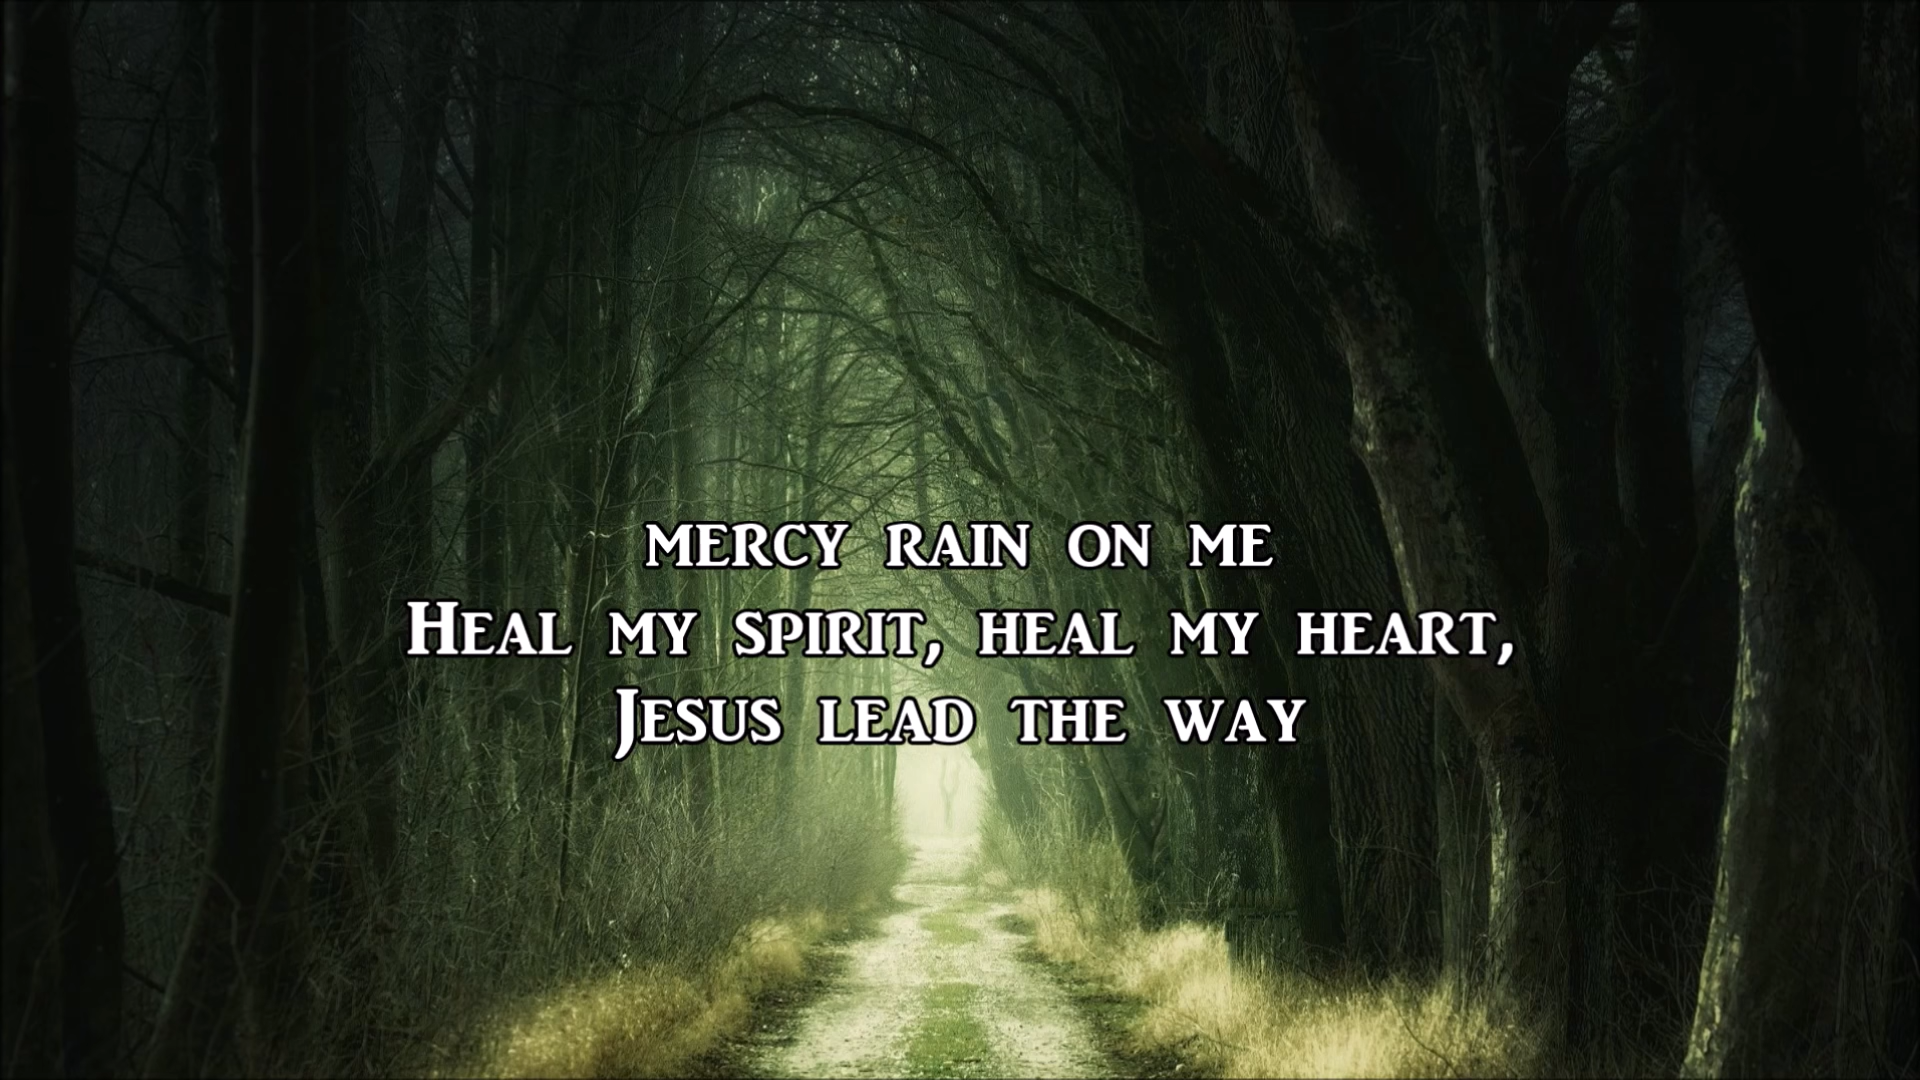 mercy rain on me
Heal my spirit, heal my heart,
Jesus lead the way